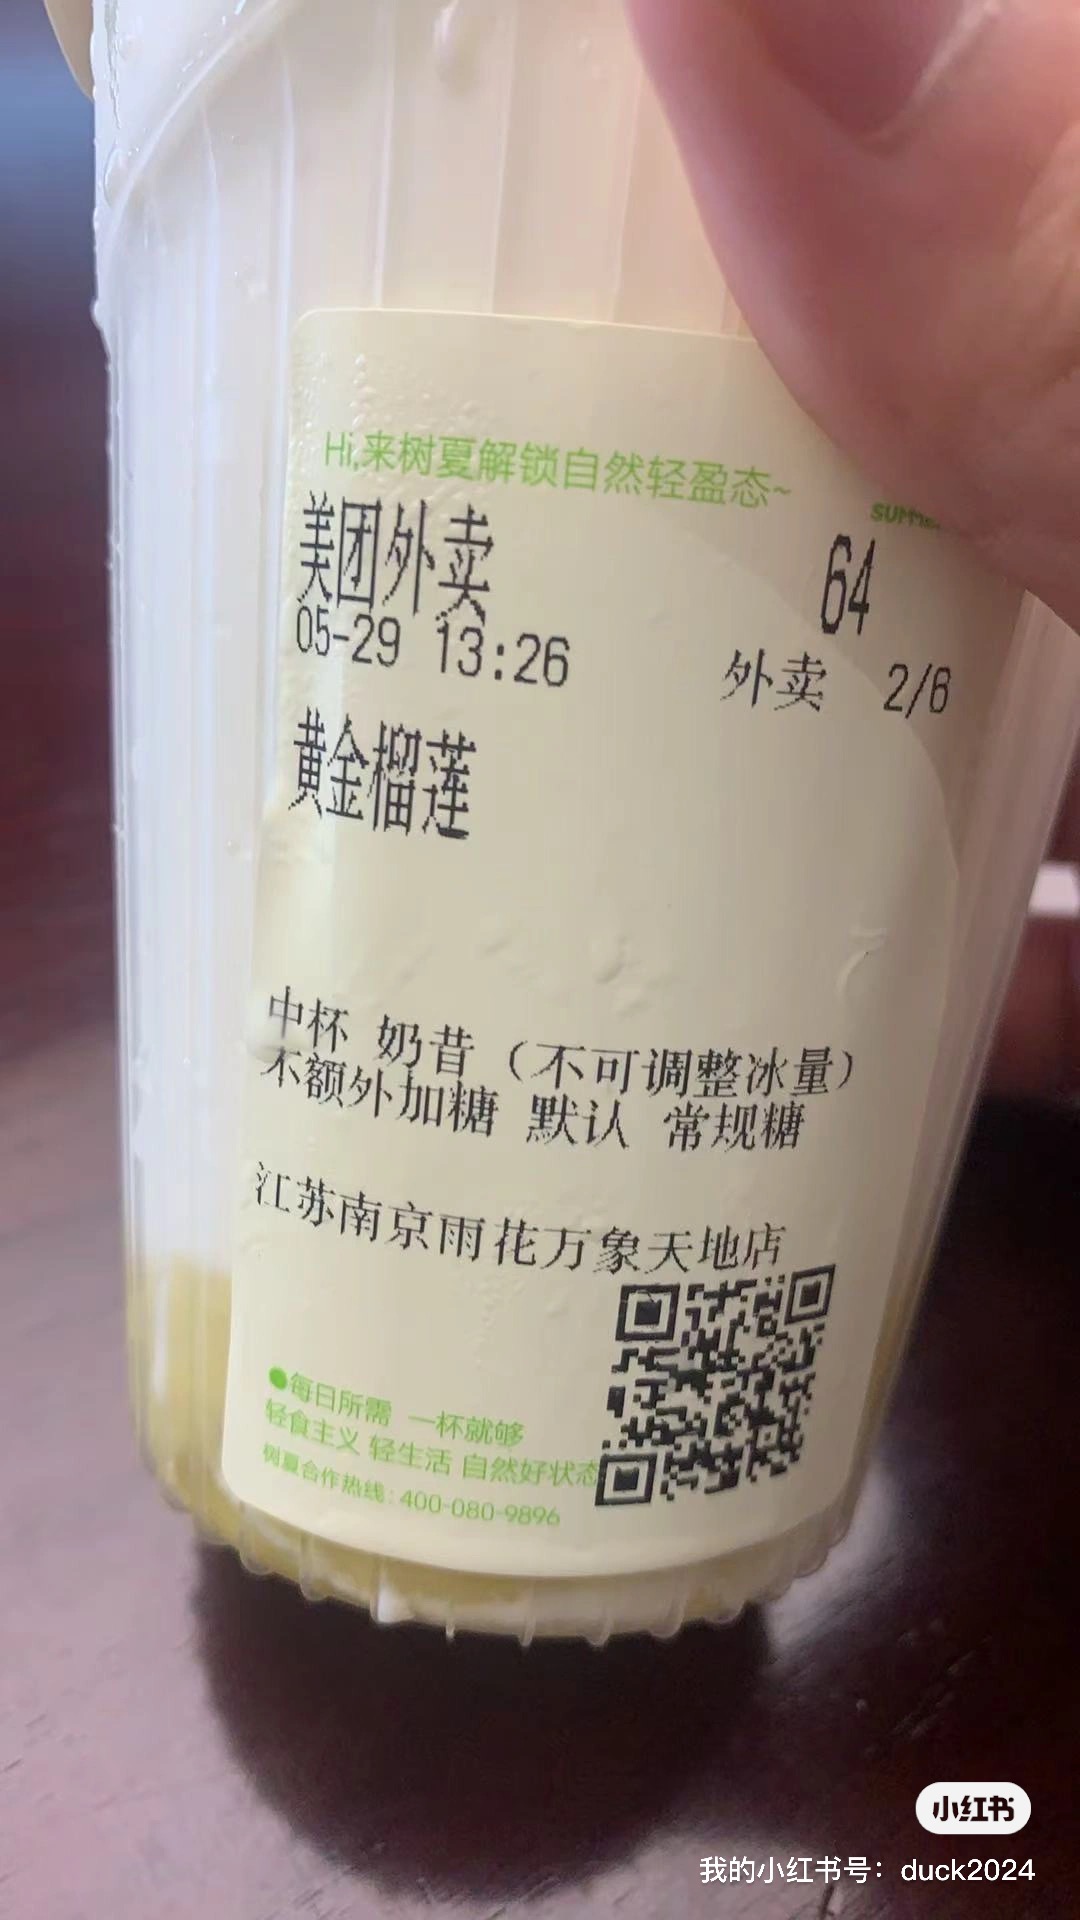 Hi,来树夏解锁自然轻盈态~
美团外卖
64
05-29 13:26
外卖 2/6
黄金榴莲
中杯 奶昔（不可调整冰量）
不额外加糖 默认 常规糖
江苏南京雨花万象天地店
●每日所需 一杯就够
轻食主义 轻生活 自然好状态
树夏合作热线：400-080-9896
小红书
我的小红书号：duck2024